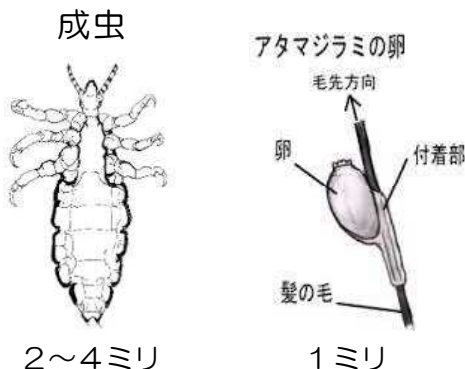 成虫
アタマジラミの卵
毛先方向
卵
付着部
髪の毛
2～4ミリ
1ミリ